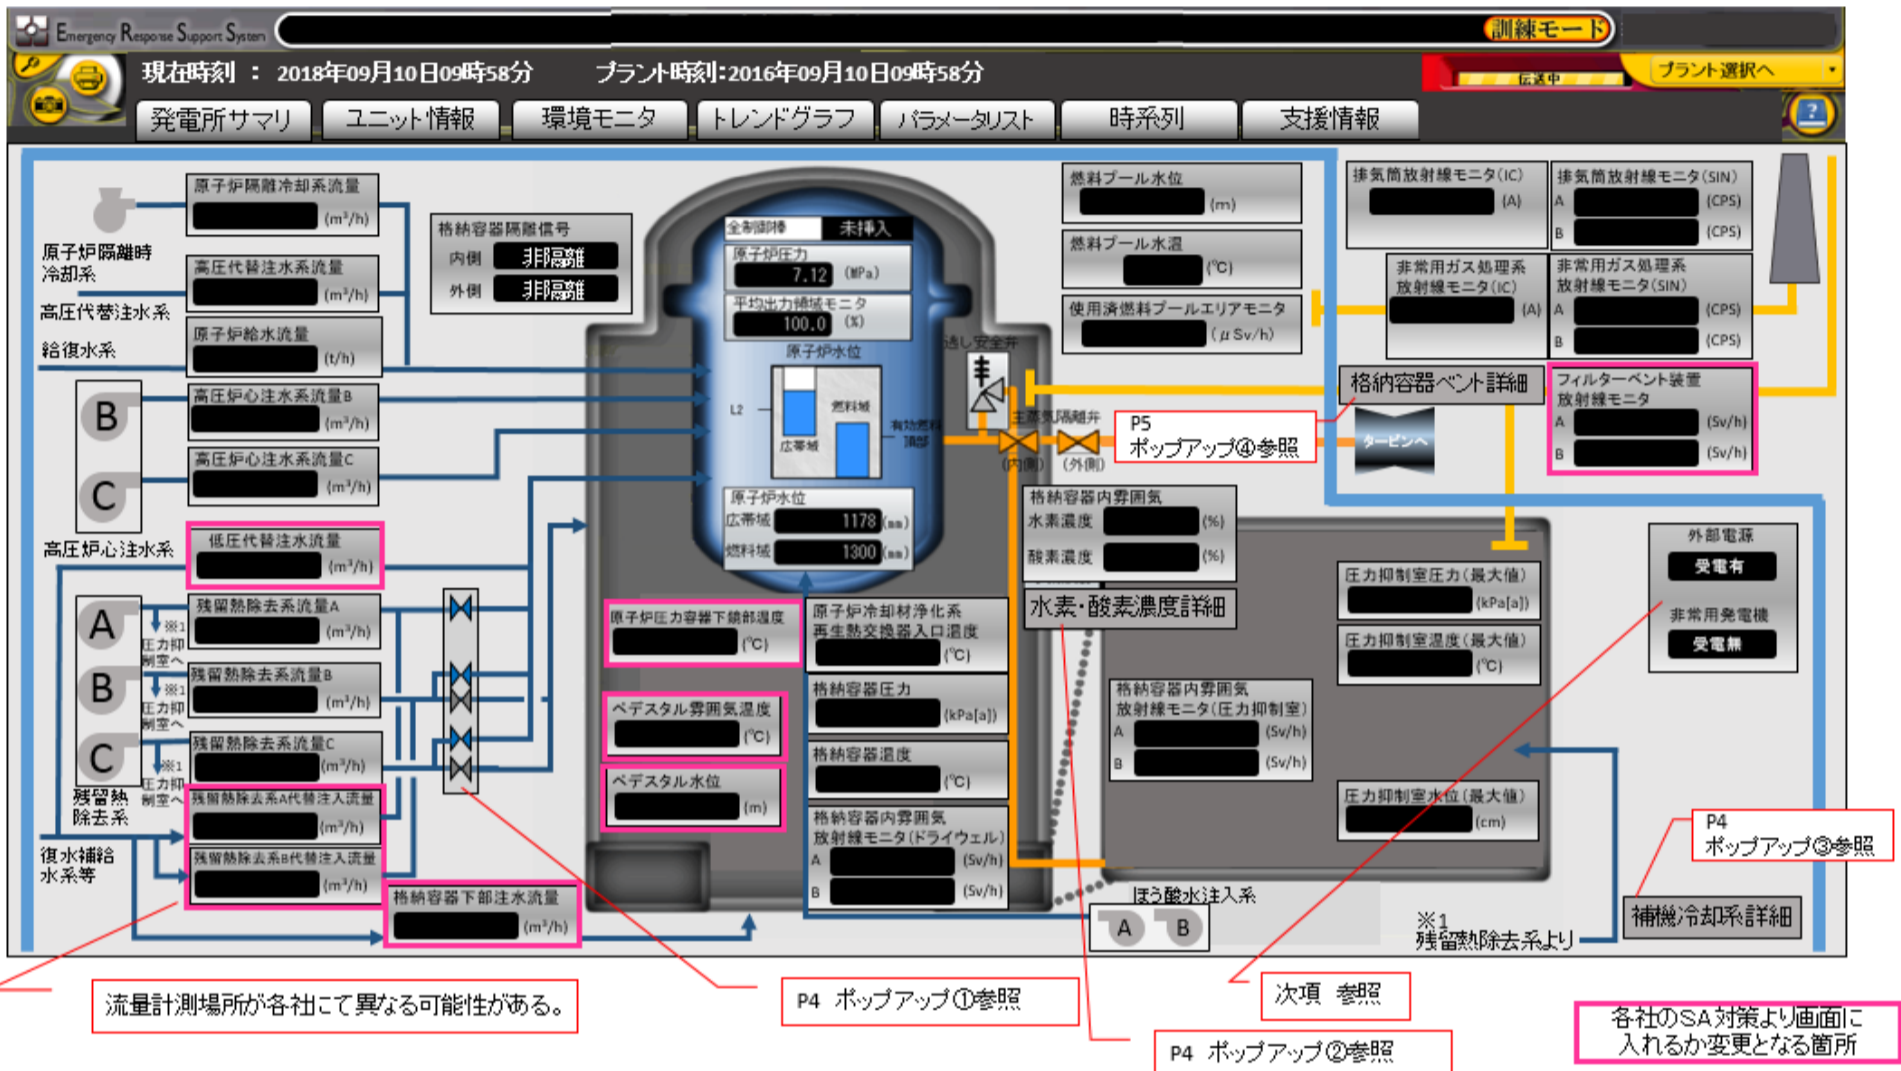 Emergency Response Support System
訓練モード
現在時刻 : 2018年09月10日09時58分
プラント時刻:2016年09月10日09時58分
伝送中
プラント選択へ
発電所サマリ
ユニット情報
環境モニタ
トレンドグラフ
パラメータリスト
時系列
支援情報
?
原子炉隔離冷却系流量
(m³/h)
原子炉隔離時
冷却系
高圧代替注水系流量
(m³/h)
高圧代替注水系
原子炉給水流量
(t/h)
給復水系
B
高圧炉心注水系流量B
(m³/h)
C
高圧炉心注水系流量C
(m³/h)
高圧炉心注水系
低圧代替注水流量
(m³/h)
A
※1
圧力抑
制室へ
残留熱除去系流量A
(m³/h)
B
※1
圧力抑
制室へ
残留熱除去系流量B
(m³/h)
C
※1
圧力抑
制室へ
残留熱除去系流量C
(m³/h)
残留熱
除去系
残留熱除去系A代替注入流量
(m³/h)
残留熱除去系B代替注入流量
(m³/h)
復水補給
水系等
格納容器下部注水流量
(m³/h)
格納容器隔離信号
内側 非隔離
外側 非隔離
全制御棒 未挿入
原子炉圧力
7.12 (MPa)
平均出力領域モニタ
100.0 (%)
原子炉水位
L2
燃料域
広帯域
有効燃料
頂部
原子炉水位
広帯域 1178 (mm)
燃料域 1300 (mm)
逃し安全弁
主蒸気隔離弁
(内側)
(外側)
タービンへ
原子炉圧力容器下鏡部温度
(℃)
ペデスタル雰囲気温度
(℃)
ペデスタル水位
(m)
原子炉冷却材浄化系
再生熱交換器入口温度
(℃)
格納容器圧力
(kPa[a])
格納容器温度
(℃)
格納容器内雰囲気
放射線モニタ(ドライウェル)
A (Sv/h)
B (Sv/h)
燃料プール水位
(m)
燃料プール水温
(℃)
使用済燃料プールエリアモニタ
(μSv/h)
排気筒放射線モニタ(IC)
(A)
排気筒放射線モニタ(SIN)
A (CPS)
B (CPS)
非常用ガス処理系
放射線モニタ(IC)
(A)
非常用ガス処理系
放射線モニタ(SIN)
A (CPS)
B (CPS)
格納容器ベント詳細
フィルターベント装置
放射線モニタ
A (Sv/h)
B (Sv/h)
P5
ポップアップ④参照
格納容器内雰囲気
水素濃度 (%)
酸素濃度 (%)
水素・酸素濃度詳細
圧力抑制室圧力(最大値)
(kPa[a])
圧力抑制室温度(最大値)
(℃)
格納容器内雰囲気
放射線モニタ(圧力抑制室)
A (Sv/h)
B (Sv/h)
圧力抑制室水位(最大値)
(cm)
外部電源
受電有
非常用発電機
受電無
P4
ポップアップ③参照
補機冷却系詳細
ほう酸水注入系
A B
※1
残留熱除去系より
流量計測場所が各社にて異なる可能性がある。
P4 ポップアップ①参照
次項 参照
P4 ポップアップ②参照
各社のSA対策より画面に
入れるか変更となる箇所